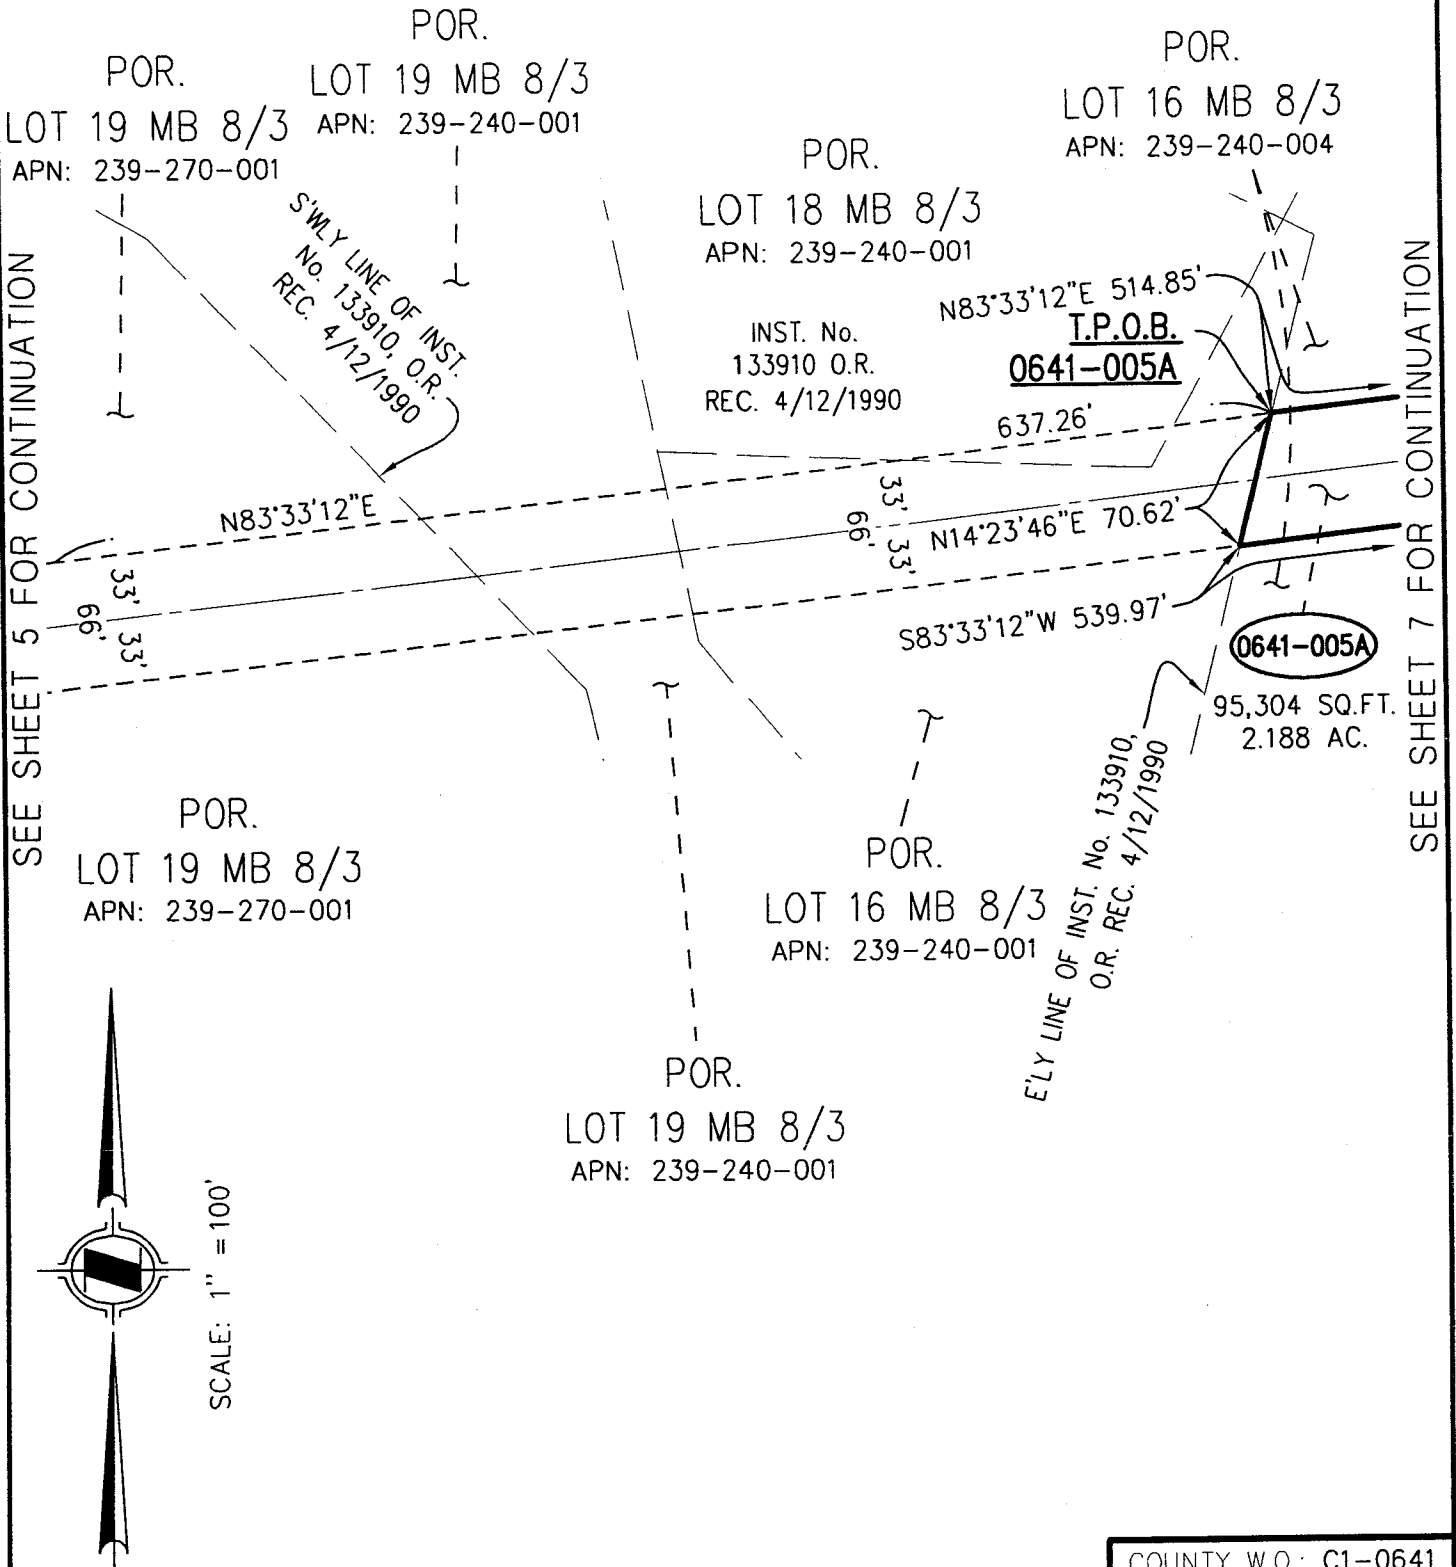 POR.
LOT 19 MB 8/3
APN: 239-270-001
POR.
LOT 19 MB 8/3
APN: 239-240-001
POR.
LOT 18 MB 8/3
APN: 239-240-001
POR.
LOT 16 MB 8/3
APN: 239-240-004
SEE SHEET 5 FOR CONTINUATION
S'WLY LINE OF INST.
No. 133910, O.R.
REC. 4/12/1990
INST. No.
133910 O.R.
REC. 4/12/1990
N83°33'12"E 514.85'
T.P.O.B.
0641-005A
637.26'
N83°33'12"E
33'
66'
33'
33'
66'
33'
N14°23'46"E 70.62'
S83°33'12"W 539.97'
0641-005A
95,304 SQ.FT.
2.188 AC.
SEE SHEET 7 FOR CONTINUATION
E'LY LINE OF INST. No. 133910,
O.R. REC. 4/12/1990
POR.
LOT 19 MB 8/3
APN: 239-270-001
POR.
LOT 16 MB 8/3
APN: 239-240-001
POR.
LOT 19 MB 8/3
APN: 239-240-001
SCALE: 1" =100'
COUNTY W.O.: C1-0641